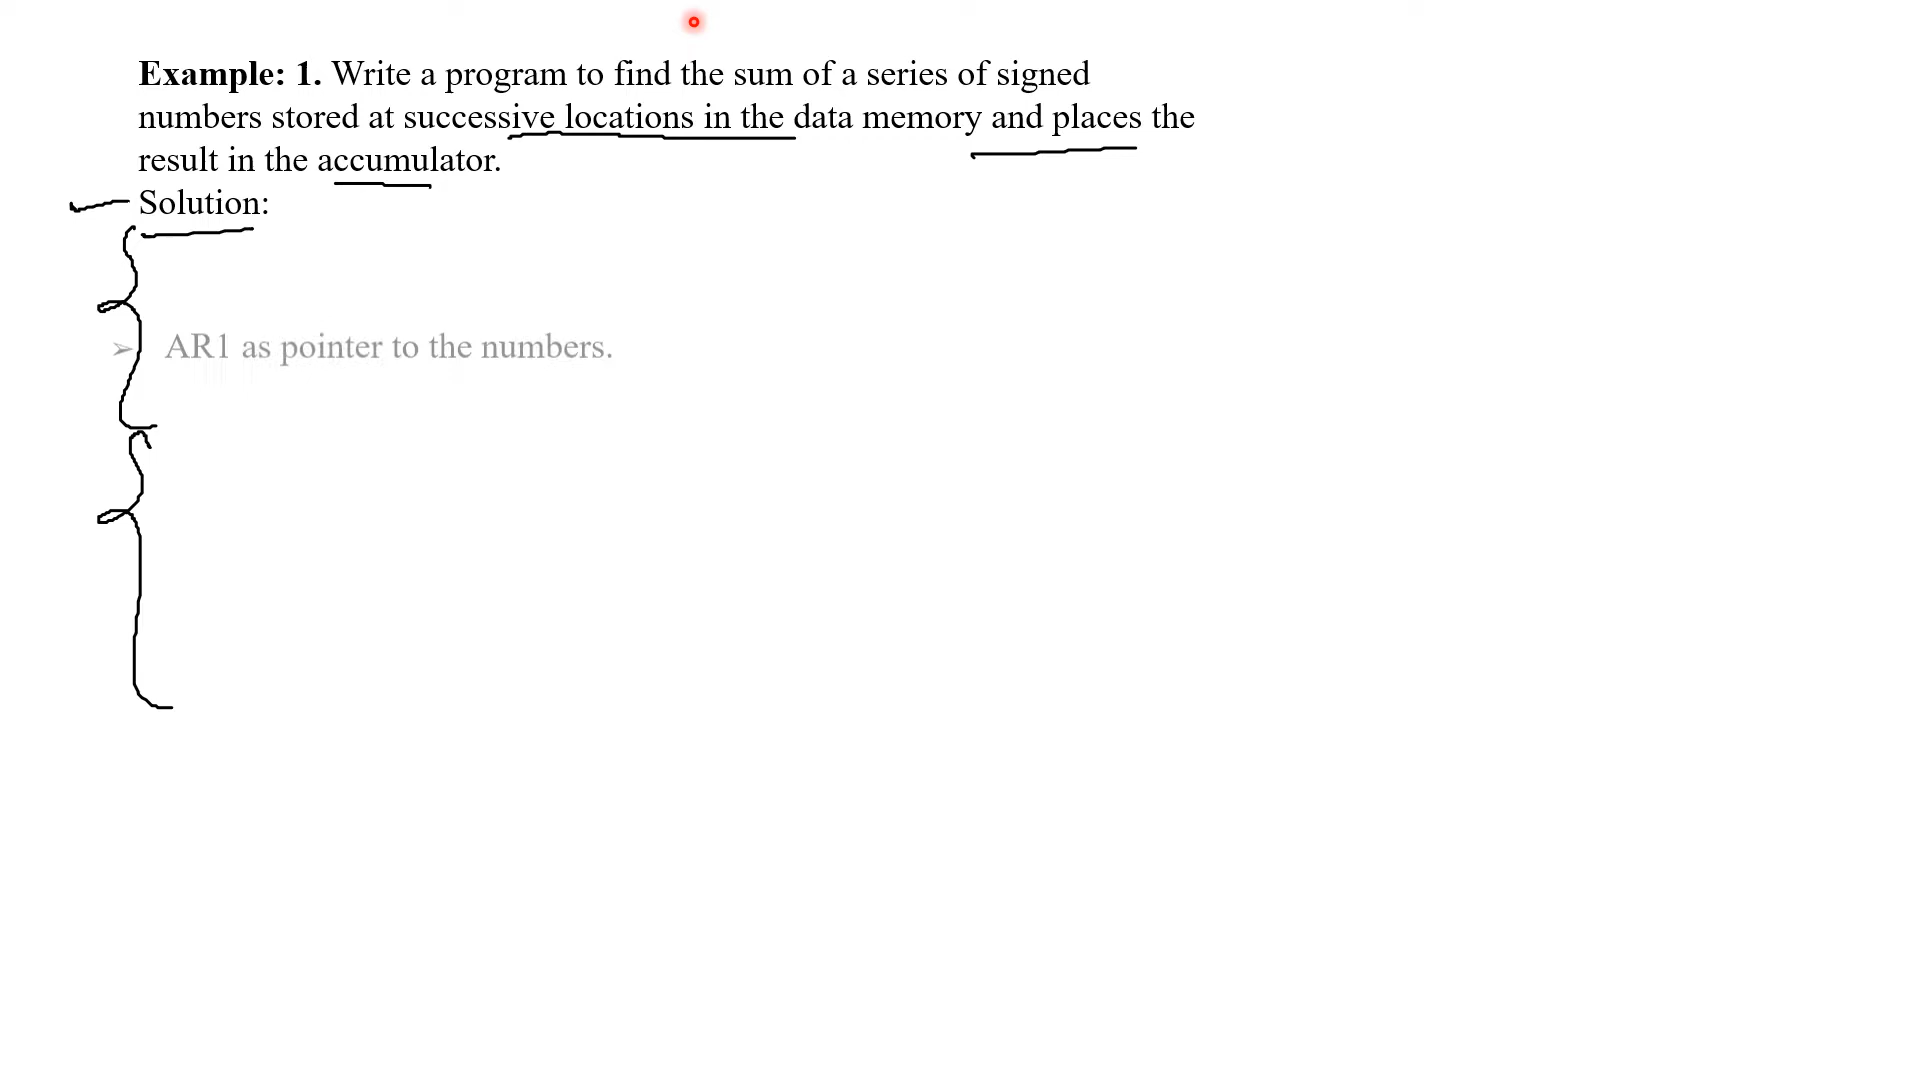 Example: 1. Write a program to find the sum of a series of signed
numbers stored at successive locations in the data memory and places the
result in the accumulator.
Solution:
➢ AR1 as pointer to the numbers.